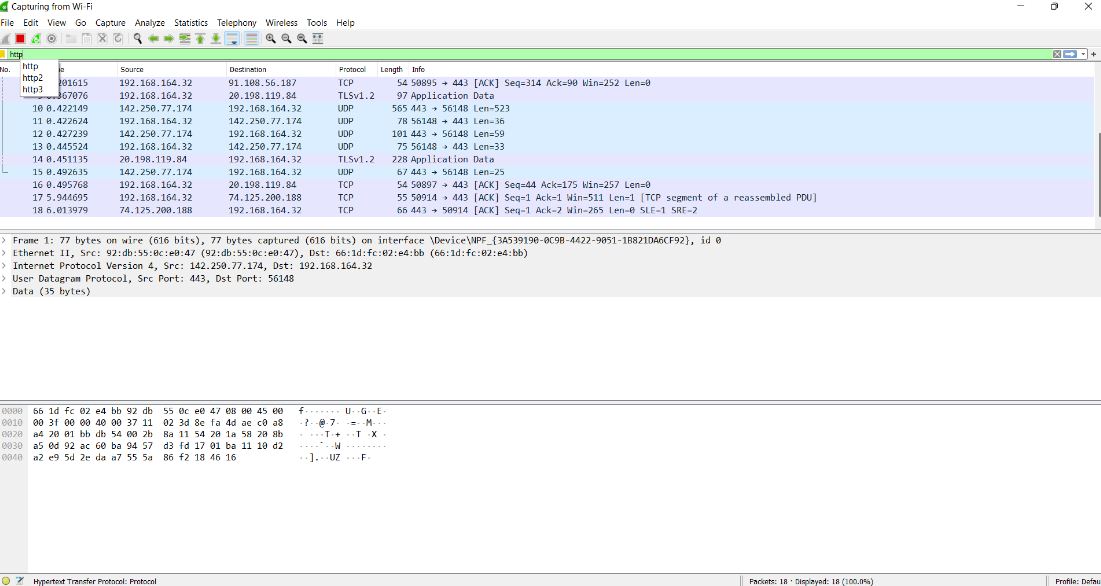 Capturing from Wi-Fi
File Edit View Go Capture Analyze Statistics Telephony Wireless Tools Help
http
http
http2
http3
No. Source Destination Protocol Length Info
201615 192.168.164.32 91.108.56.187 TCP 54 50895 → 443 [ACK] Seq=314 Ack=90 Win=252 Len=0
367076 192.168.164.32 20.198.119.84 TLSv1.2 97 Application Data
10 0.422149 142.250.77.174 192.168.164.32 UDP 565 443 → 56148 Len=523
11 0.422624 192.168.164.32 142.250.77.174 UDP 78 56148 → 443 Len=36
12 0.427239 142.250.77.174 192.168.164.32 UDP 101 443 → 56148 Len=59
13 0.445524 192.168.164.32 142.250.77.174 UDP 75 56148 → 443 Len=33
14 0.451135 20.198.119.84 192.168.164.32 TLSv1.2 228 Application Data
15 0.492635 142.250.77.174 192.168.164.32 UDP 67 443 → 56148 Len=25
16 0.495768 192.168.164.32 20.198.119.84 TCP 54 50897 → 443 [ACK] Seq=44 Ack=175 Win=257 Len=0
17 5.944695 192.168.164.32 74.125.200.188 TCP 55 50914 → 443 [ACK] Seq=1 Ack=1 Win=511 Len=1 [TCP segment of a reassembled PDU]
18 6.013979 74.125.200.188 192.168.164.32 TCP 66 443 → 50914 [ACK] Seq=1 Ack=2 Win=265 Len=0 SLE=1 SRE=2
Frame 1: 77 bytes on wire (616 bits), 77 bytes captured (616 bits) on interface \Device\NPF_{3A539190-0C9B-4422-9051-1B821DA6CF92}, id 0
Ethernet II, Src: 92:db:55:0c:e0:47 (92:db:55:0c:e0:47), Dst: 66:1d:fc:02:e4:bb (66:1d:fc:02:e4:bb)
Internet Protocol Version 4, Src: 142.250.77.174, Dst: 192.168.164.32
User Datagram Protocol, Src Port: 443, Dst Port: 56148
Data (35 bytes)
0000 66 1d fc 02 e4 bb 92 db 55 0c e0 47 08 00 45 00 f······· U··G··E·
0010 00 3f 00 00 40 00 37 11 02 3d 8e fa 4d ae c0 a8 ·?··@·7· ·=··M···
0020 a4 20 01 bb db 54 00 2b 8a 11 54 20 1a 58 20 8b · ···T·+ ··T ·X ·
0030 a5 0d 92 ac 60 ba 94 57 d3 fd 17 01 ba 11 10 d2 ····`··W ········
0040 a2 e9 5d 2e da a7 55 5a 86 f2 18 46 16 ··].··UZ ···F·
Hypertext Transfer Protocol: Protocol
Packets: 18 · Displayed: 18 (100.0%)
Profile: Defau